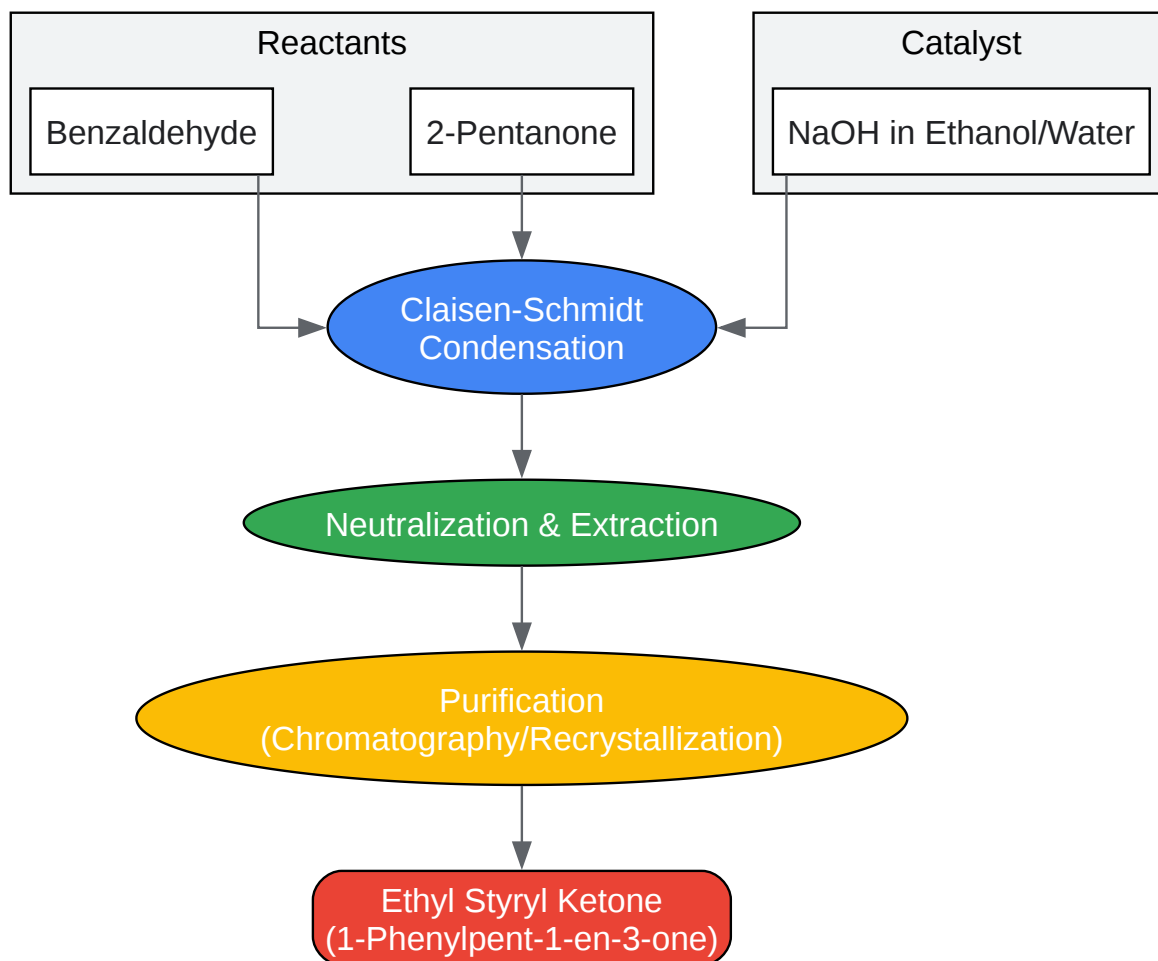 Reactants
Catalyst
Benzaldehyde
2-Pentanone
NaOH in Ethanol/Water
Claisen-Schmidt
Condensation
Neutralization & Extraction
Purification
(Chromatography/Recrystallization)
Ethyl Styryl Ketone
(1-Phenylpent-1-en-3-one)